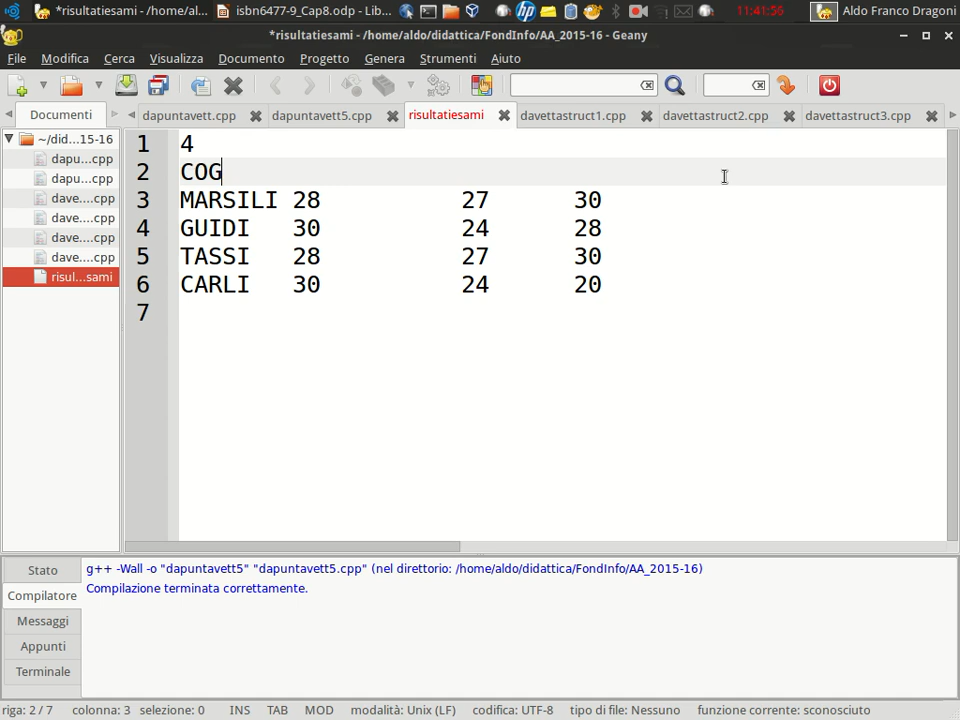 *risultatiesami - /home/al... isbn6477-9_Cap8.odp - Lib... 11:41:56 Aldo Franco Dragoni
*risultatiesami - /home/aldo/didattica/FondInfo/AA_2015-16 - Geany
File Modifica Cerca Visualizza Documento Progetto Genera Strumenti Aiuto
Documenti dapuntavett.cpp dapuntavett5.cpp risultatiesami davettastruct1.cpp davettastruct2.cpp davettastruct3.cpp
~/did...15-16
dapu...cpp
dapu...cpp
dave....cpp
dave....cpp
dave....cpp
dave....cpp
risul...sami
1 4
2 COG
3 MARSILI 28 27 30
4 GUIDI 30 24 28
5 TASSI 28 27 30
6 CARLI 30 24 20
7
Stato
Compilatore
Messaggi
Appunti
Terminale
g++ -Wall -o "dapuntavett5" "dapuntavett5.cpp" (nel direttorio: /home/aldo/didattica/FondInfo/AA_2015-16)
Compilazione terminata correttamente.
riga: 2 / 7 colonna: 3 selezione: 0 INS TAB MOD modalità: Unix (LF) codifica: UTF-8 tipo di file: Nessuno funzione corrente: sconosciuto